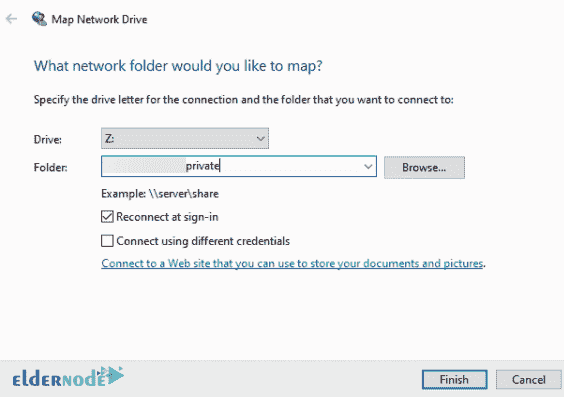 Map Network Drive
What network folder would you like to map?
Specify the drive letter for the connection and the folder that you want to connect to:
Drive: Z:
Folder: private Browse...
Example: \\server\share
Reconnect at sign-in
Connect using different credentials
Connect to a Web site that you can use to store your documents and pictures.
eldernode Finish Cancel